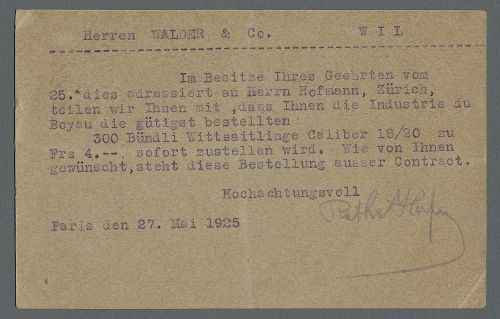 Herren WALDER & Co. WIL
Im Besitze Ihres Geehrten vom
25. dies adressiert an Herrn Hofmann, Zürich,
teilen wir Ihnen mit ,dass Ihnen die Industrie du
Boyau die gütigst bestellten
300 Bündli Wittsaitlinge Caliber 18/20 zu
Frs 4.--, sofort zustellen wird. Wie von Ihnen
gewünscht,steht diese Bestellung ausser Contract.
Hochachtungsvoll
Paris den 27. Mai 1925